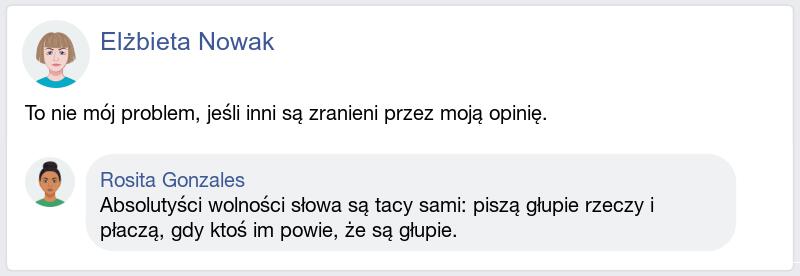 Elżbieta Nowak
To nie mój problem, jeśli inni są zranieni przez moją opinię.
Rosita Gonzales
Absolutyści wolności słowa są tacy sami: piszą głupie rzeczy i
płaczą, gdy ktoś im powie, że są głupie.